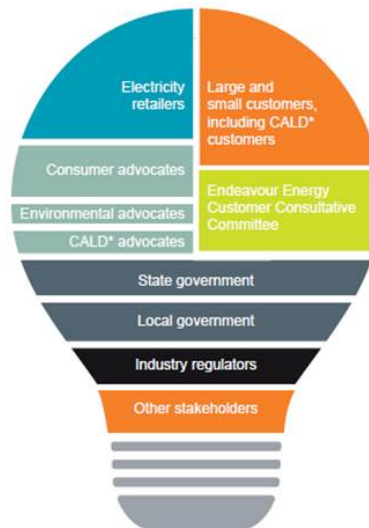 Electricity
retailers
Large and
small customers,
including CALD*
customers
Consumer advocates
Environmental advocates
CALD* advocates
Endeavour Energy
Customer Consultative
Committee
State government
Local government
Industry regulators
Other stakeholders